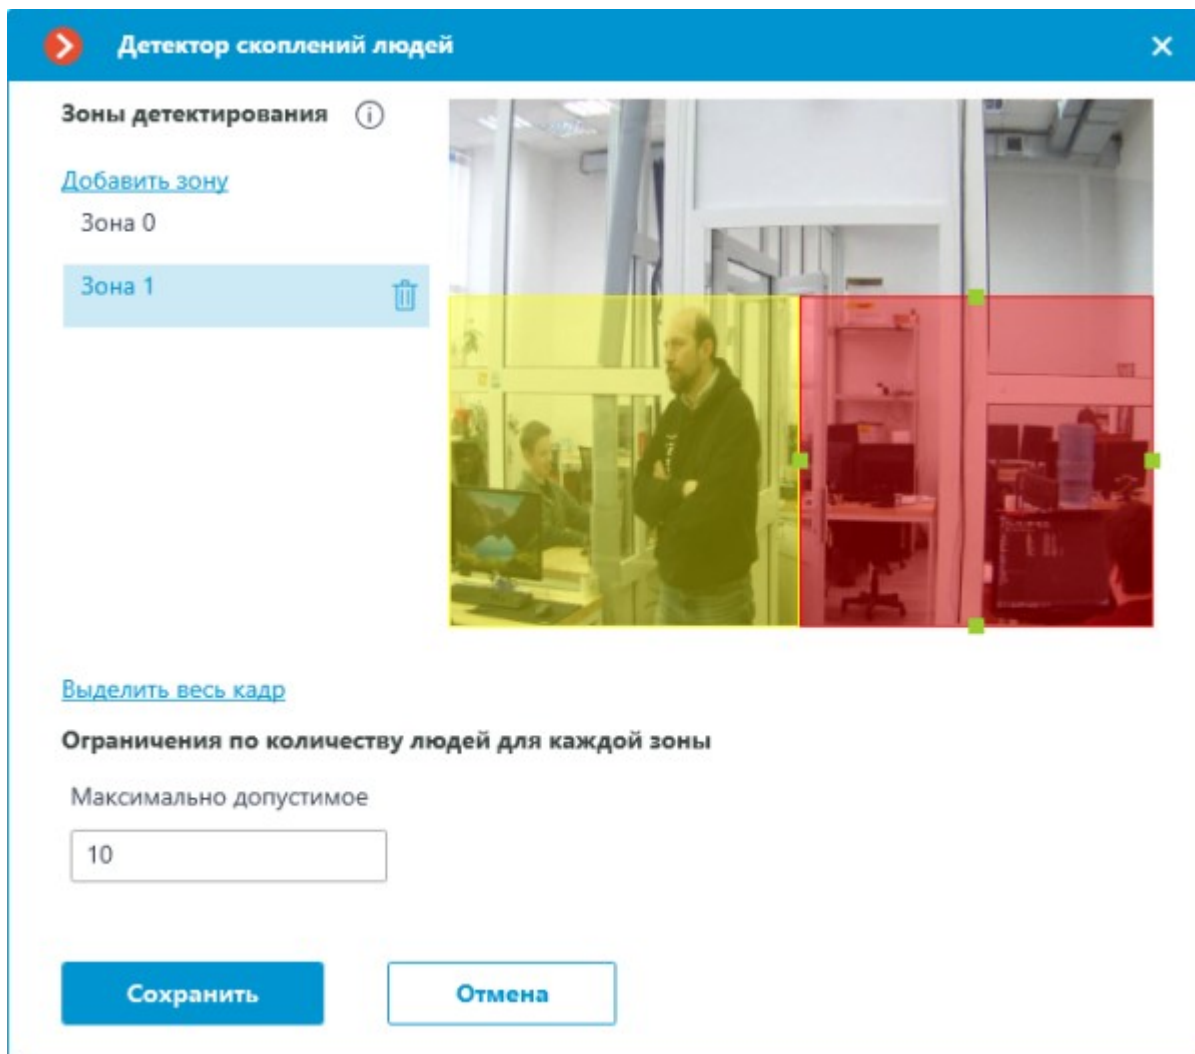 Детектор скоплений людей
Зоны детектирования
Добавить зону
Зона 0
Зона 1
Выделить весь кадр
Ограничения по количеству людей для каждой зоны
Максимально допустимое
10
Сохранить
Отмена